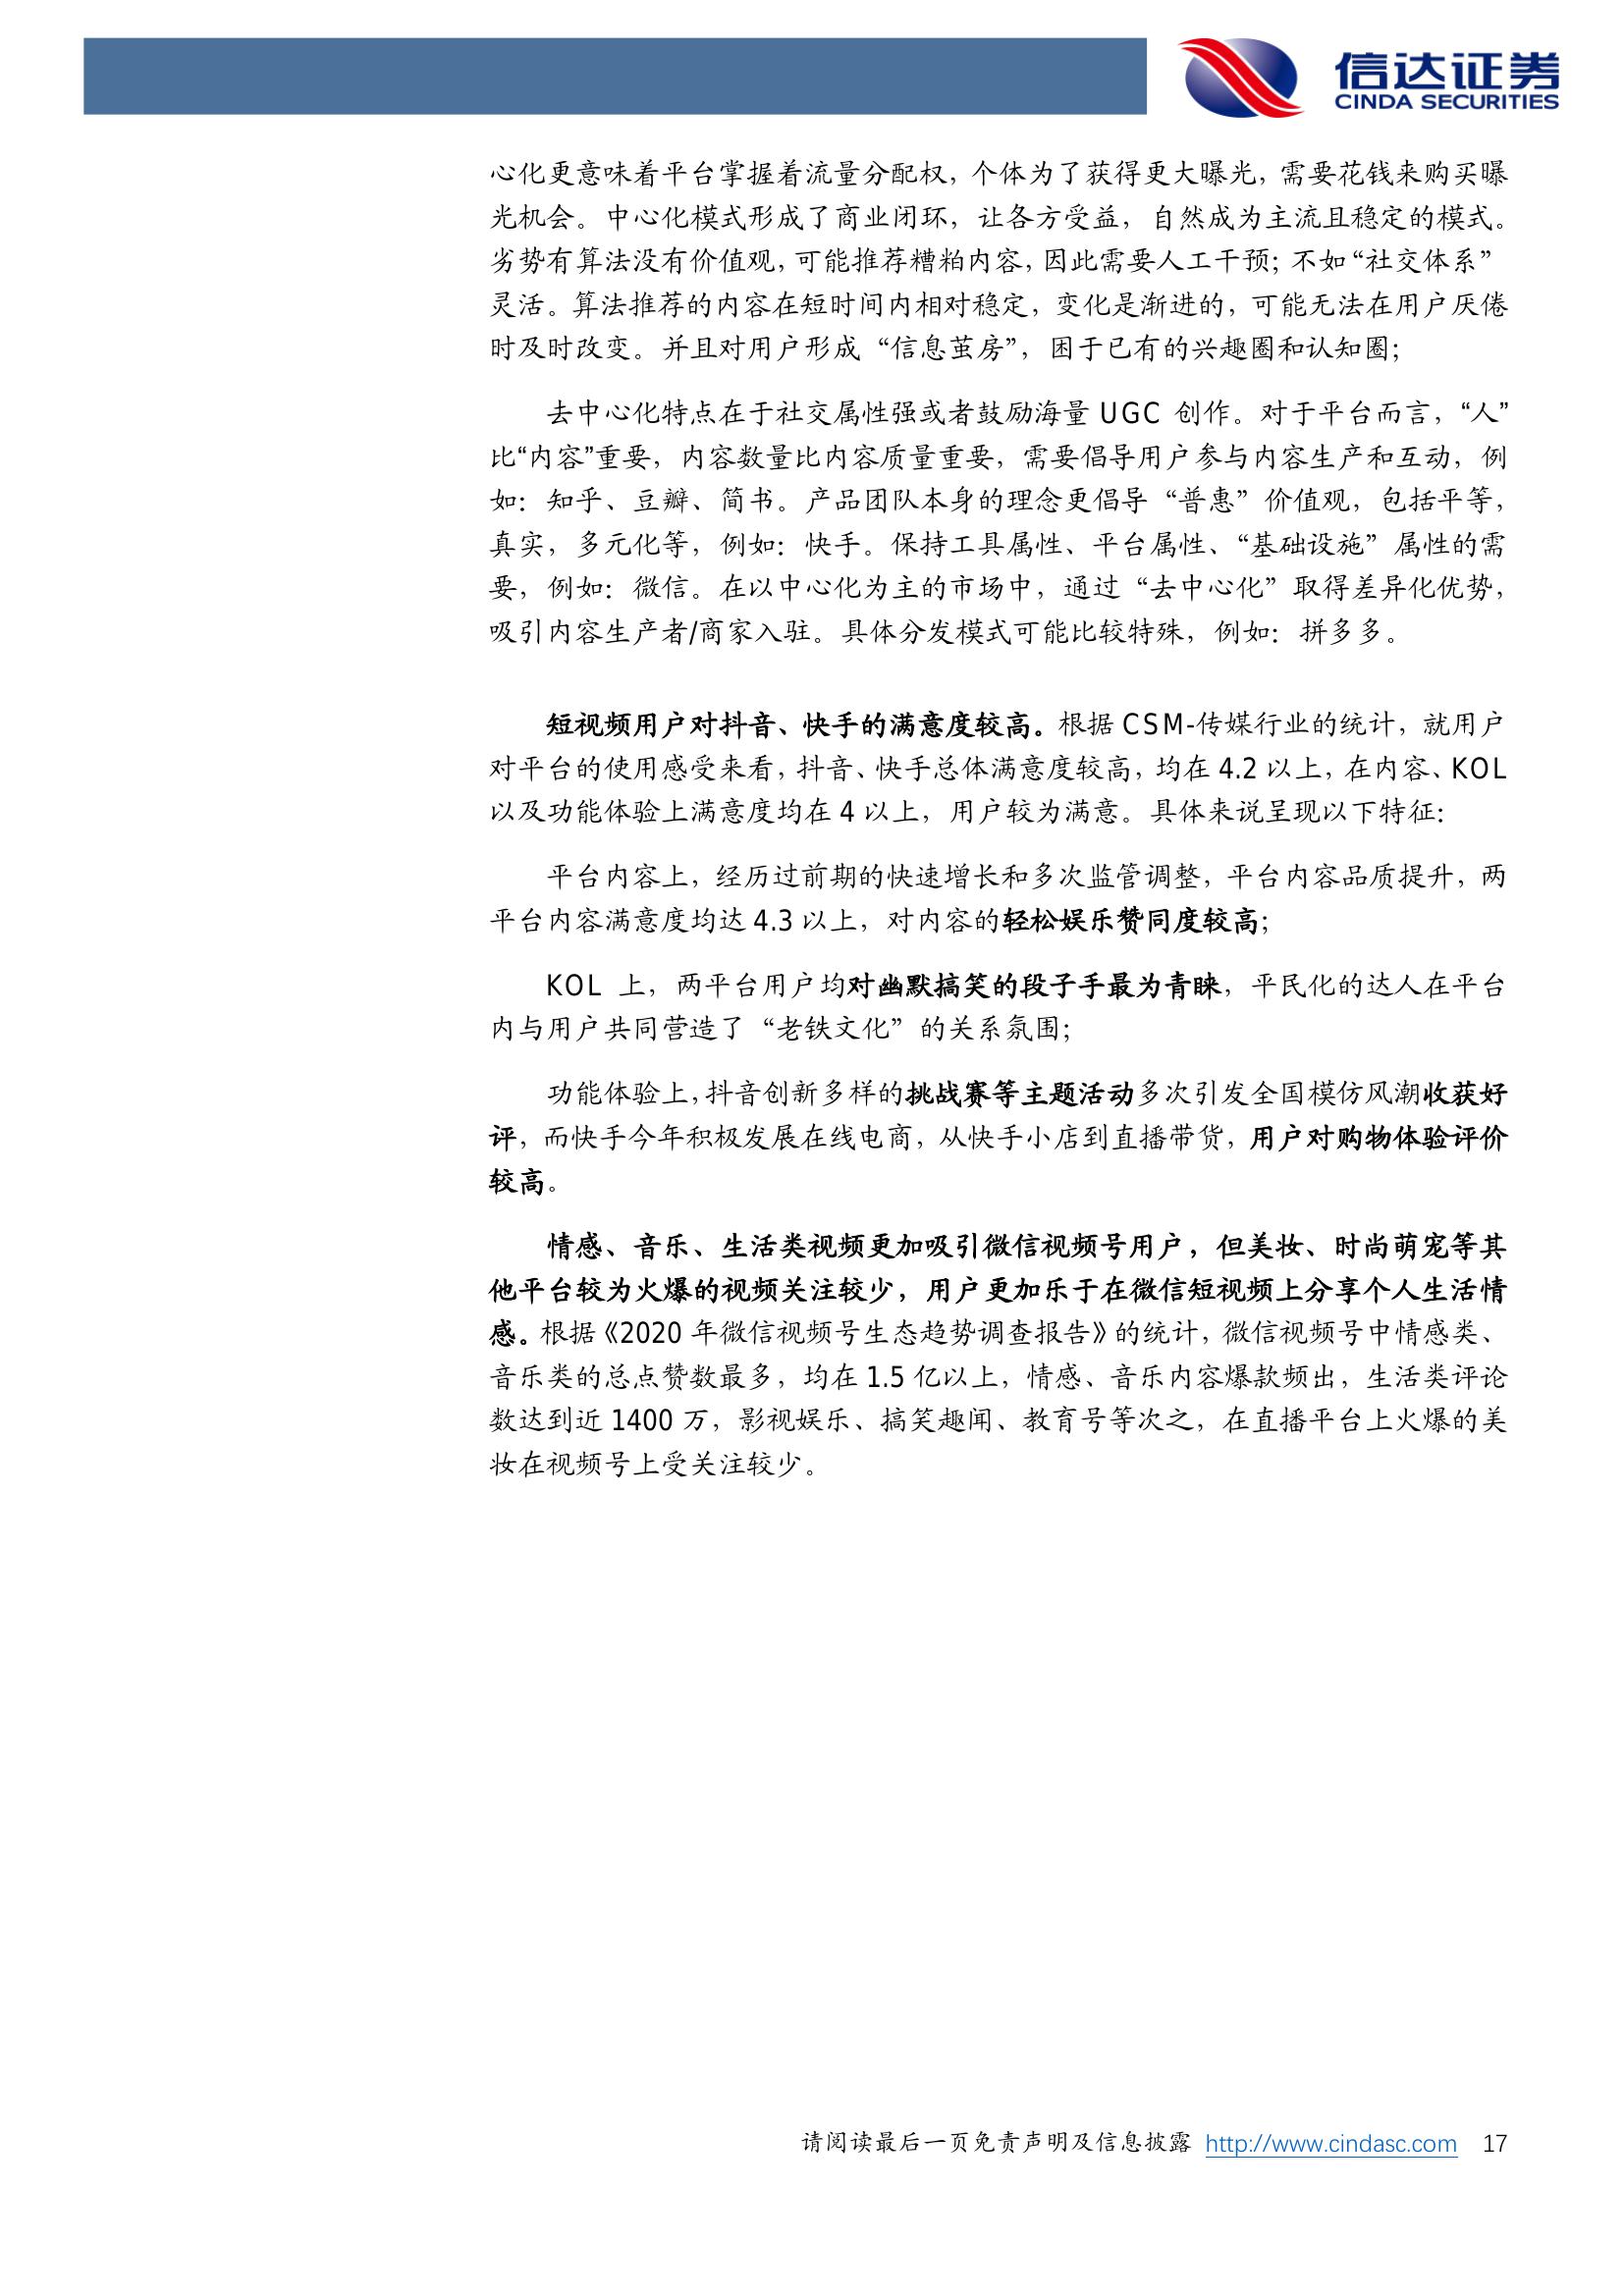 信达证券
CINDA SECURITIES
心化更意味着平台掌握着流量分配权，个体为了获得更大曝光，需要花钱来购买曝
光机会。中心化模式形成了商业闭环，让各方受益，自然成为主流且稳定的模式。
劣势有算法没有价值观，可能推荐糟粕内容，因此需要人工干预；不如“社交体系”
灵活。算法推荐的内容在短时间内相对稳定，变化是渐进的，可能无法在用户厌倦
时及时改变。并且对用户形成“信息茧房”，困于已有的兴趣圈和认知圈；
去中心化特点在于社交属性强或者鼓励海量 UGC 创作。对于平台而言，“人”
比“内容”重要，内容数量比内容质量重要，需要倡导用户参与内容生产和互动，例
如：知乎、豆瓣、简书。产品团队本身的理念更倡导“普惠”价值观，包括平等，
真实，多元化等，例如：快手。保持工具属性、平台属性、“基础设施”属性的需
要，例如：微信。在以中心化为主的市场中，通过“去中心化”取得差异化优势，
吸引内容生产者/商家入驻。具体分发模式可能比较特殊，例如：拼多多。
短视频用户对抖音、快手的满意度较高。根据 CSM-传媒行业的统计，就用户
对平台的使用感受来看，抖音、快手总体满意度较高，均在 4.2 以上，在内容、KOL
以及功能体验上满意度均在 4 以上，用户较为满意。具体来说呈现以下特征：
平台内容上，经历过前期的快速增长和多次监管调整，平台内容品质提升，两
平台内容满意度均达 4.3 以上，对内容的轻松娱乐赞同度较高；
KOL 上，两平台用户均对幽默搞笑的段子手最为青睐，平民化的达人在平台
内与用户共同营造了“老铁文化”的关系氛围；
功能体验上，抖音创新多样的挑战赛等主题活动多次引发全国模仿风潮收获好
评，而快手今年积极发展在线电商，从快手小店到直播带货，用户对购物体验评价
较高。
情感、音乐、生活类视频更加吸引微信视频号用户，但美妆、时尚萌宠等其
他平台较为火爆的视频关注较少，用户更加乐于在微信短视频上分享个人生活情
感。根据《2020 年微信视频号生态趋势调查报告》的统计，微信视频号中情感类、
音乐类的总点赞数最多，均在 1.5 亿以上，情感、音乐内容爆款频出，生活类评论
数达到近 1400 万，影视娱乐、搞笑趣闻、教育号等次之，在直播平台上火爆的美
妆在视频号上受关注较少。
请阅读最后一页免责声明及信息披露 http://www.cindasc.com 17